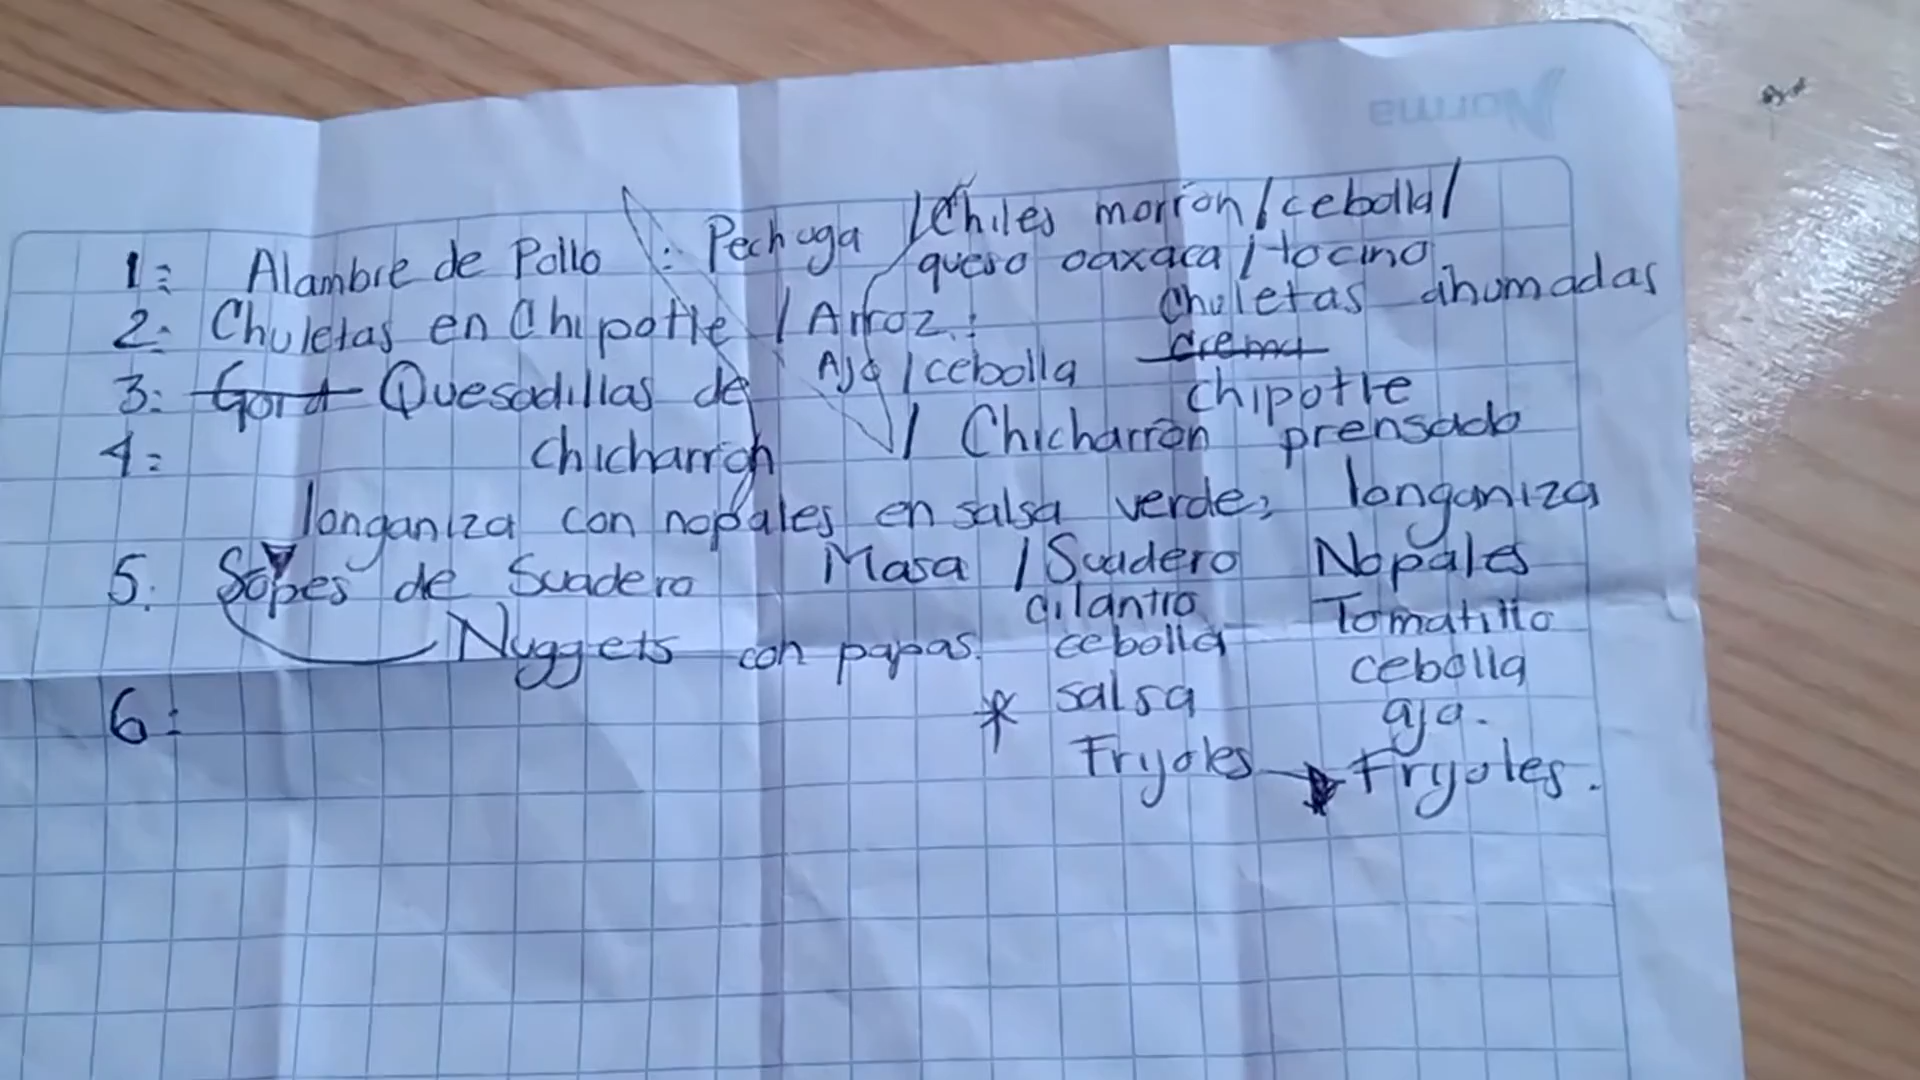 Norma
1: Alambre de Pollo : Pechuga / Chiles morron / cebolla /
queso oaxaca / tocino
2: Chuletas en Chipotle / Arroz : Chuletas ahumadas
Ajo / cebolla crema
chipotle
3: Gord Quesadillas de
chicharron / Chicharron prensado
4:
longaniza con nopales en salsa verde: longaniza
Nopales
Tomatillo
cebolla
ajo.
Frijoles.
5. Sopes de Suadero Masa / Suadero
cilantro
cebolla
* salsa
Frijoles
Nuggets con papas.
6: